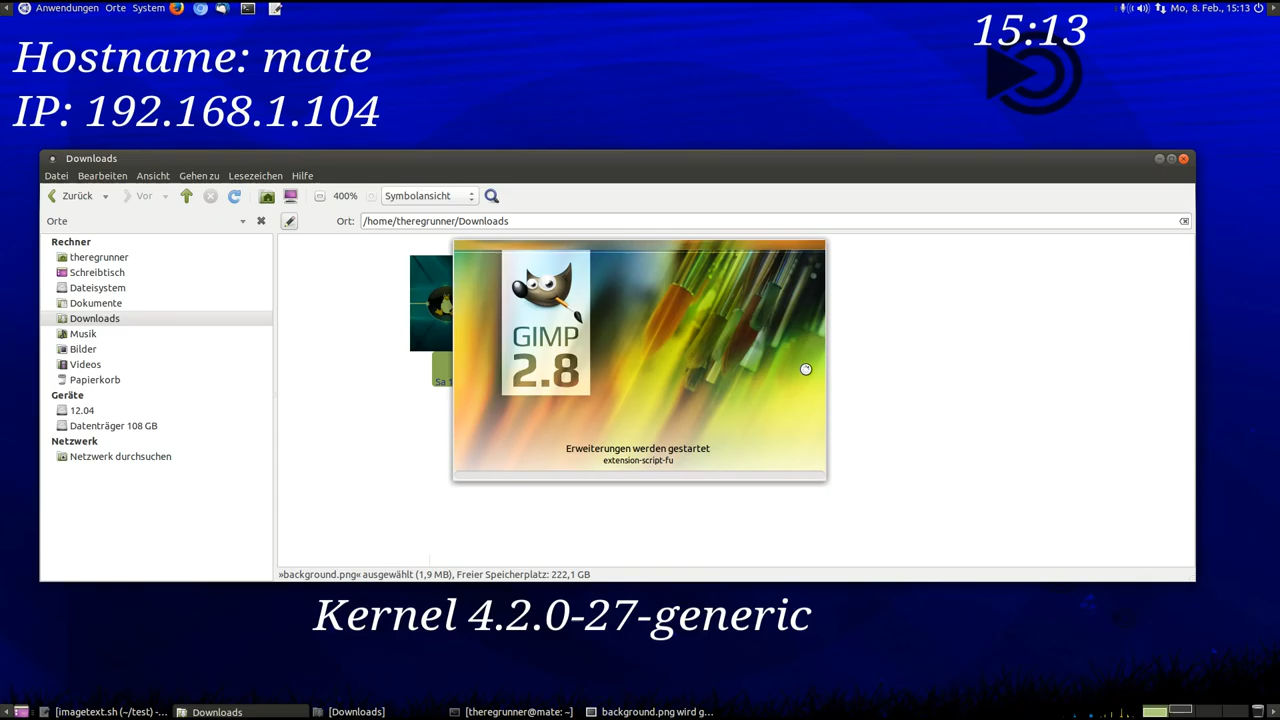 Anwendungen Orte System
Mo, 8. Feb., 15:13
15:13
Hostname: mate
IP: 192.168.1.104
Downloads
Datei Bearbeiten Ansicht Gehen zu Lesezeichen Hilfe
Zurück Vor 400% Symbolansicht
Orte
Ort: /home/theregrunner/Downloads
Rechner
theregrunner
Schreibtisch
Dateisystem
Dokumente
Downloads
Musik
Bilder
Videos
Papierkorb
Geräte
12.04
Datenträger 108 GB
Netzwerk
Netzwerk durchsuchen
Sa
GIMP
2.8
Erweiterungen werden gestartet
extension-script-fu
»background.png« ausgewählt (1,9 MB), Freier Speicherplatz: 222,1 GB
Kernel 4.2.0-27-generic
[imagetext.sh (~/test) -... Downloads [Downloads] [theregrunner@mate: ~] background.png wird g...